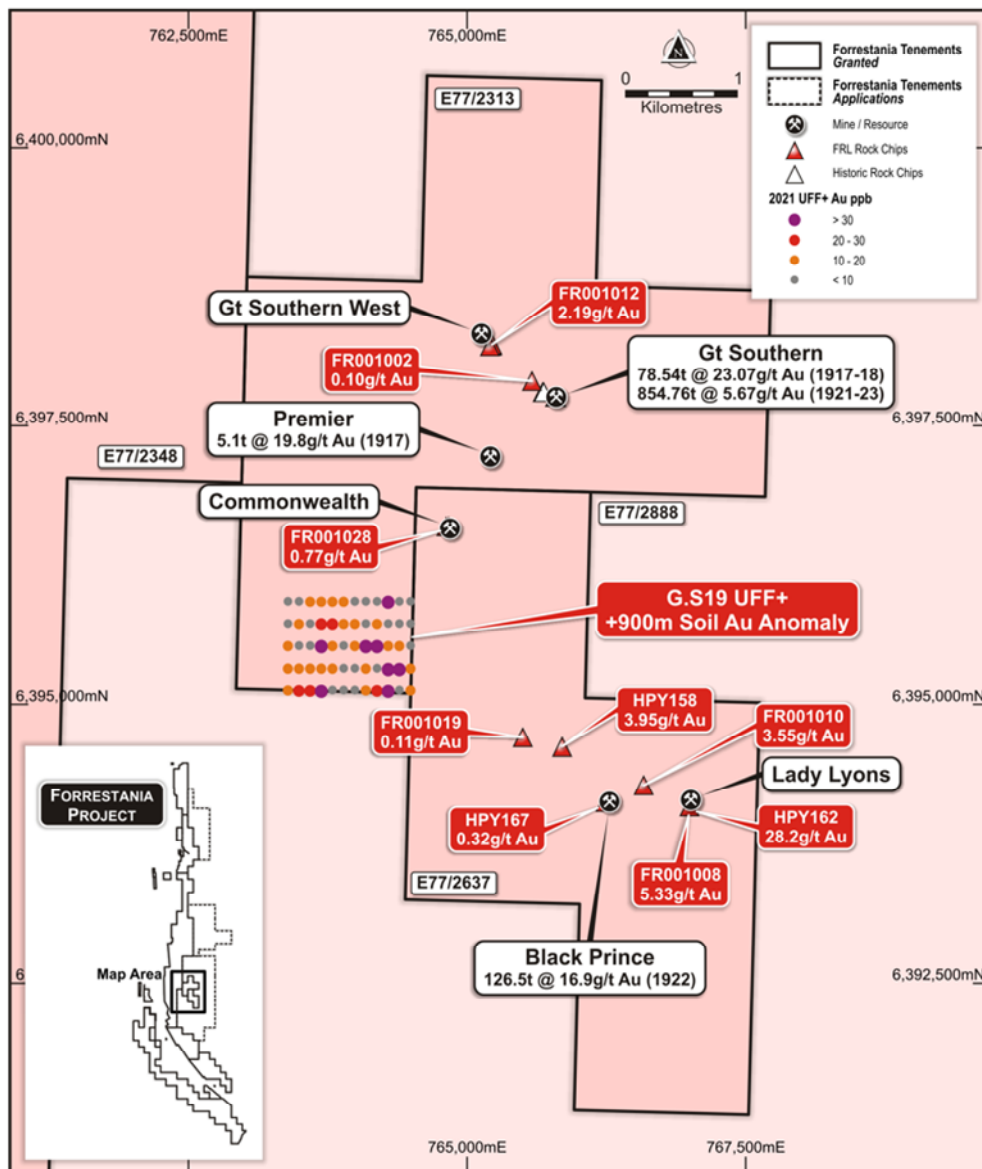 762,500mE
765,000mE
N
0 1
Kilometres
Forrestania Tenements
Granted
Forrestania Tenements
Applications
Mine / Resource
FRL Rock Chips
Historic Rock Chips
2021 UFF+ Au ppb
> 30
20 - 30
10 - 20
< 10
E77/2313
6,400,000mN
FR001012
2.19g/t Au
Gt Southern West
FR001002
0.10g/t Au
Gt Southern
78.54t @ 23.07g/t Au (1917-18)
854.76t @ 5.67g/t Au (1921-23)
6,397,500mN
6,397,500mN
Premier
5.1t @ 19.8g/t Au (1917)
E77/2348
Commonwealth
E77/2888
FR001028
0.77g/t Au
G.S19 UFF+
+900m Soil Au Anomaly
6,395,000mN
6,395,000mN
HPY158
3.95g/t Au
FR001019
0.11g/t Au
FR001010
3.55g/t Au
Lady Lyons
HPY167
0.32g/t Au
HPY162
28.2g/t Au
FR001008
5.33g/t Au
E77/2637
Black Prince
126.5t @ 16.9g/t Au (1922)
6,392,500mN
6
FORRESTANIA
PROJECT
Map Area
765,000mE
767,500mE